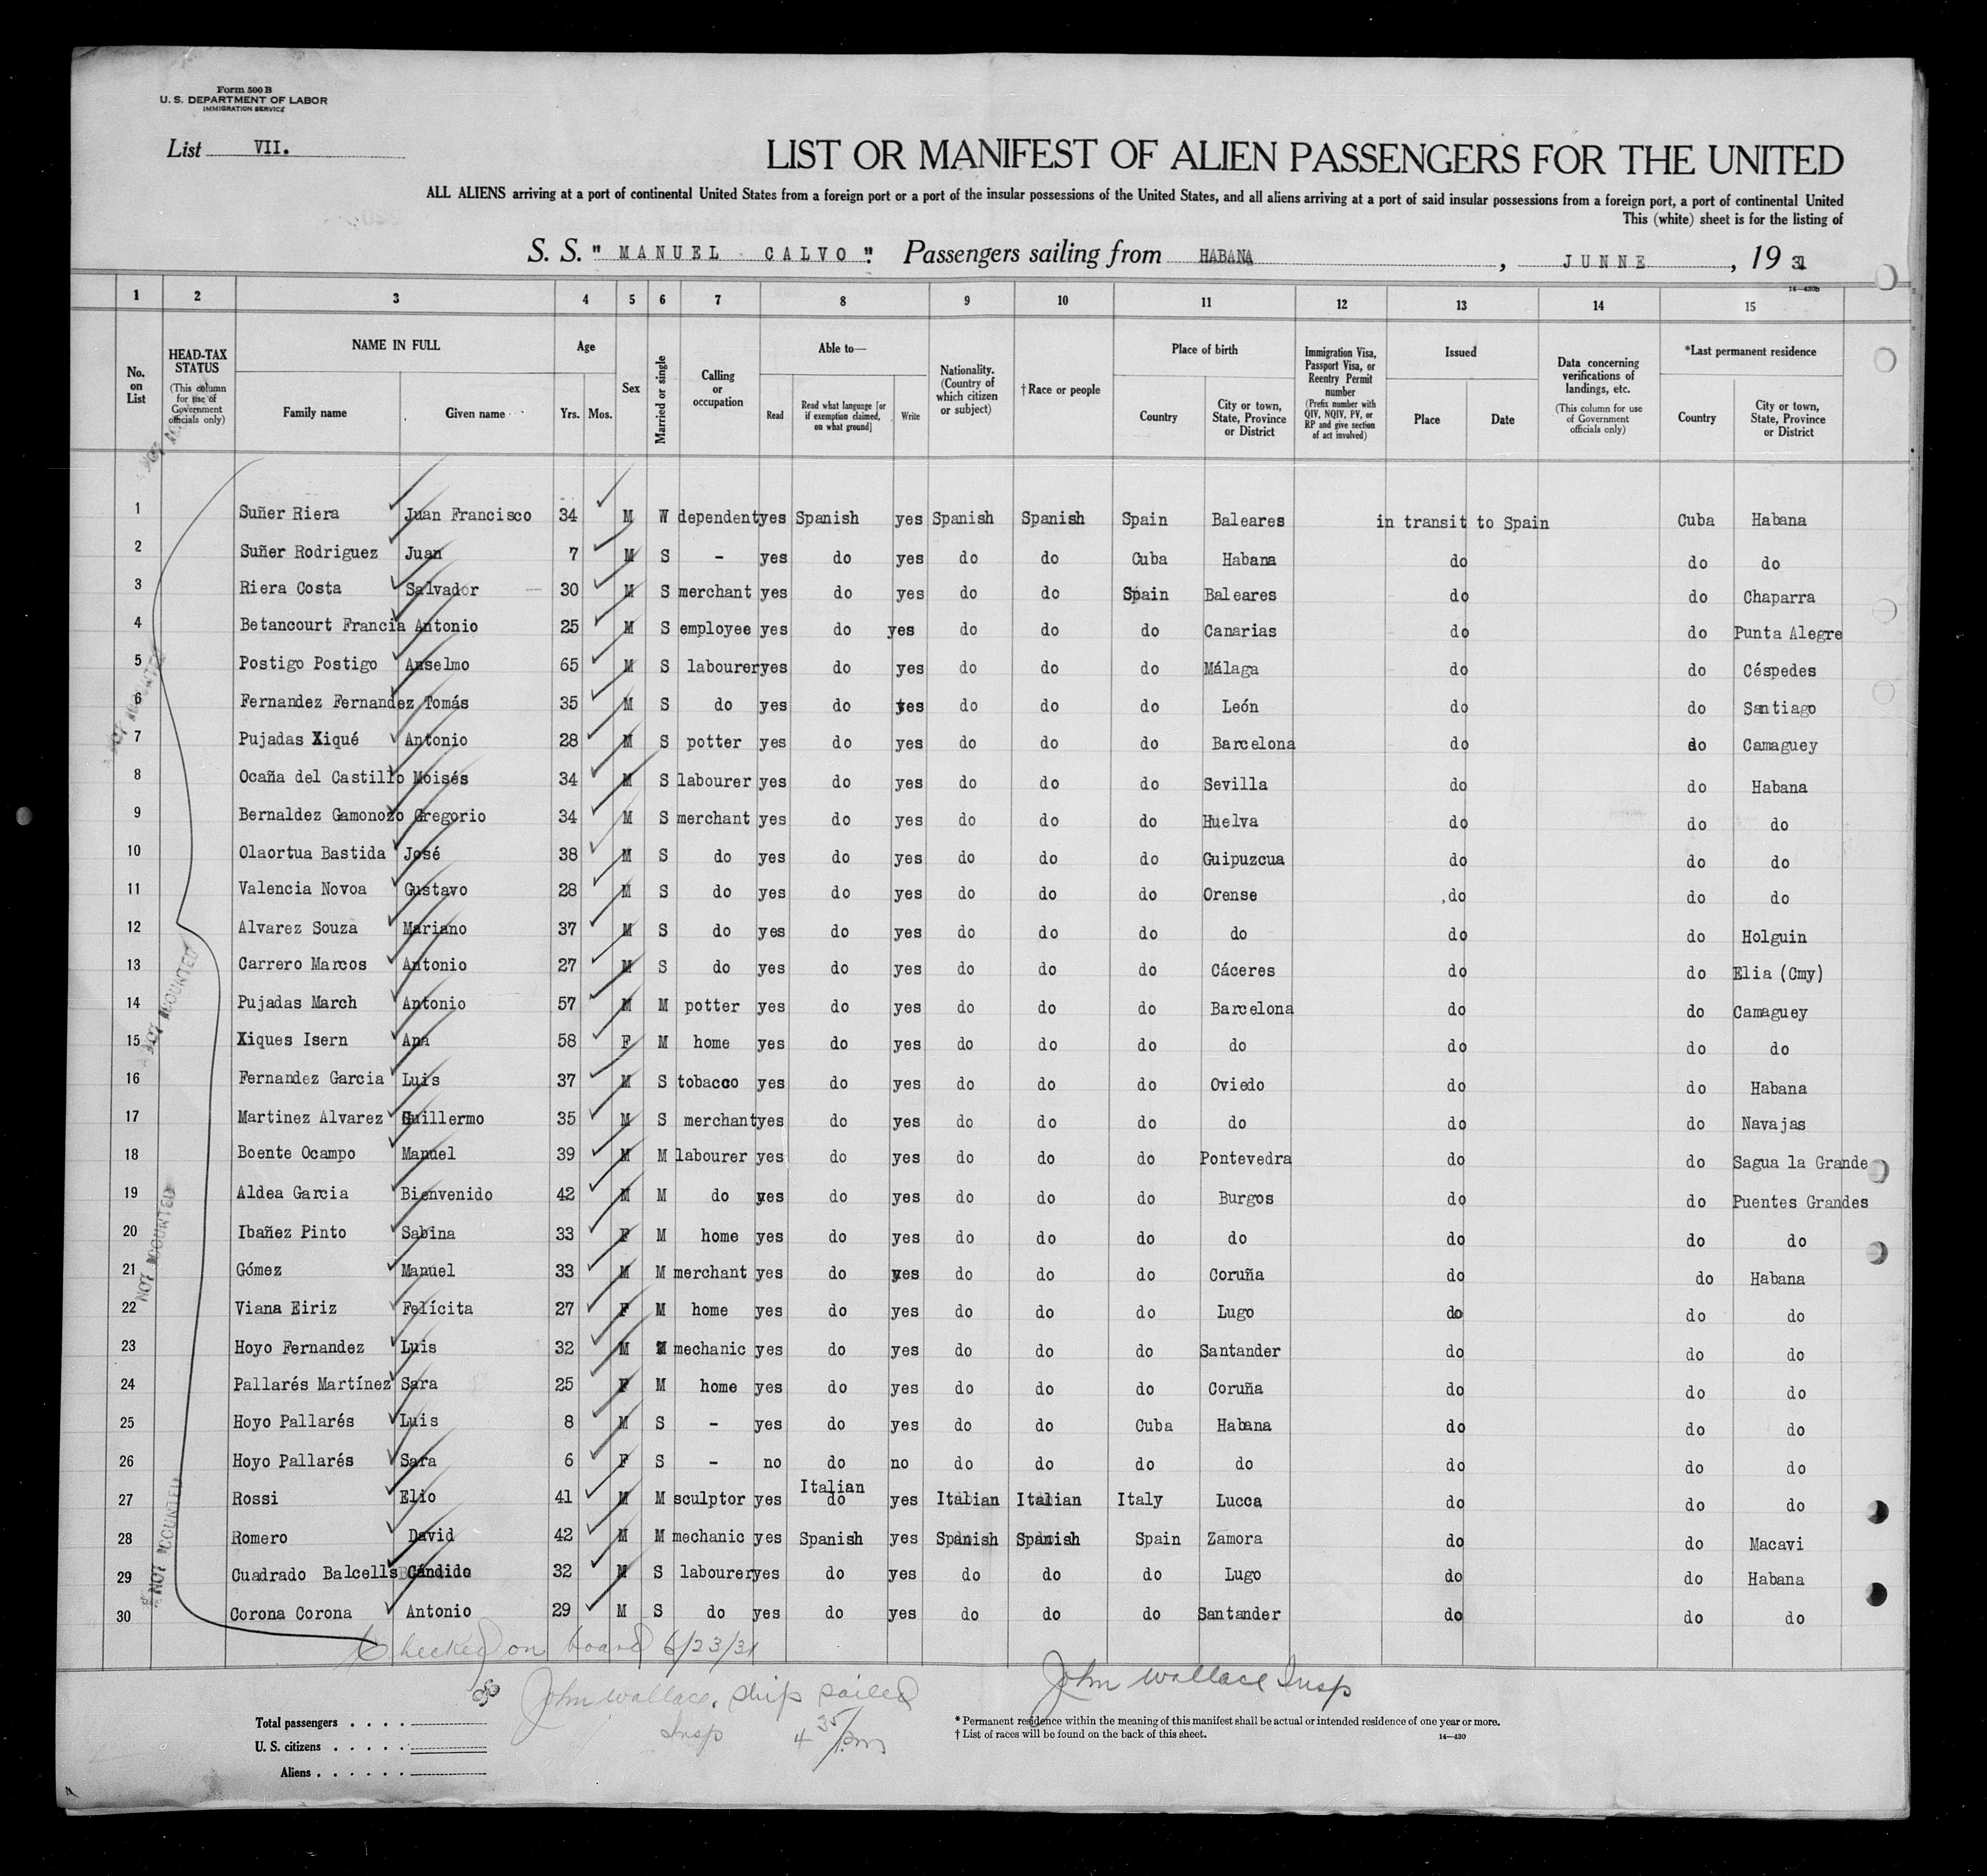 Form 500 B
U. S. DEPARTMENT OF LABOR
IMMIGRATION SERVICE
List VII.
LIST OR MANIFEST OF ALIEN PASSENGERS FOR THE UNITED
ALL ALIENS arriving at a port of continental United States from a foreign port or a port of the insular possessions of the United States, and all aliens arriving at a port of said insular possessions from a foreign port, a port of continental United
This (white) sheet is for the listing of
S. S. " MANUEL CALVO ". Passengers sailing from HABANA , JUNNE , 19 31
14—430b
1 2 3 4 5 6 7 8 9 10 11 12 13 14 15
No. on List
HEAD-TAX STATUS
(This column for use of Government officials only)
NAME IN FULL
Family name
Given name
Age
Yrs. Mos.
Sex
Married or single
Calling or occupation
Able to—
Read
Read what language [or if exemption claimed, on what ground]
Write
Nationality. (Country of which citizen or subject)
† Race or people
Place of birth
Country
City or town, State, Province or District
Immigration Visa, Passport Visa, or Reentry Permit number
(Prefix number with QIV, NQIV, PV, or RP and give section of act involved)
Issued
Place
Date
Data concerning verifications of landings, etc.
(This column for use of Government officials only)
*Last permanent residence
Country
City or town, State, Province or District
1 Suñer Riera Juan Francisco 34 M W dependent yes Spanish yes Spanish Spanish Spain Baleares in transit to Spain Cuba Habana
2 Suñer Rodriguez Juan 7 M S - yes do yes do do Cuba Habana do do do
3 Riera Costa Salvador 30 M S merchant yes do yes do do Spain Baleares do do Chaparra
4 Betancourt Francia Antonio 25 M S employee yes do yes do do do Canarias do do Punta Alegre
5 Postigo Postigo Anselmo 65 M S labourer yes do yes do do do Málaga do do Céspedes
6 Fernandez Fernandez Tomás 35 M S do yes do yes do do do León do do Santiago
7 Pujadas Xiqué Antonio 28 M S potter yes do yes do do do Barcelona do do Camaguey
8 Ocaña del Castillo Moisés 34 M S labourer yes do yes do do do Sevilla do do Habana
9 Bernaldez Gamonozo Gregorio 34 M S merchant yes do yes do do do Huelva do do do
10 Olaortua Bastida José 38 M S do yes do yes do do do Guipuzcua do do do
11 Valencia Novoa Gustavo 28 M S do yes do yes do do do Orense do do do
12 Alvarez Souza Mariano 37 M S do yes do yes do do do do do do Holguin
13 Carrero Marcos Antonio 27 M S do yes do yes do do do Cáceres do do Elia (Cmy)
14 Pujadas March Antonio 57 M M potter yes do yes do do do Barcelona do do Camaguey
15 Xiques Isern Ana 58 F M home yes do yes do do do do do do do
16 Fernandez Garcia Luis 37 M S tobacco yes do yes do do do Oviedo do do Habana
17 Martinez Alvarez Guillermo 35 M S merchant yes do yes do do do do do do Navajas
18 Boente Ocampo Manuel 39 M M labourer yes do yes do do do Pontevedra do do Sagua la Grande
19 Aldea Garcia Bienvenido 42 M M do yes do yes do do do Burgos do do Puentes Grandes
20 Ibañez Pinto Sabina 33 F M home yes do yes do do do do do do do
21 Gómez Manuel 33 M M merchant yes do yes do do do Coruña do do Habana
22 Viana Eiriz Felícita 27 F M home yes do yes do do do Lugo do do do
23 Hoyo Fernandez Luis 32 M M mechanic yes do yes do do do Santander do do do
24 Pallarés Martínez Sara 25 F M home yes do yes do do do Coruña do do do
25 Hoyo Pallarés Luis 8 M S - yes do yes do do Cuba Habana do do do
26 Hoyo Pallarés Sara 6 F S - no do no do do do do do do do
27 Rossi Elio 41 M M sculptor yes Italian do yes Italian Italian Italy Lucca do do do
28 Romero David 42 M M mechanic yes Spanish yes Spanish Spanish Spain Zamora do do Macavi
29 Cuadrado Balcells Cándido 32 M S labourer yes do yes do do do Lugo do do Habana
30 Corona Corona Antonio 29 M S do yes do yes do do do Santander do do do
NOT ACCOUNTED
NOT ACCOUNTED
NOT ACCOUNTED
NOT ACCOUNTED
Checked on board 6/23/31
John Wallace. Ship sailed
Insp 4 35/pm
John Wallace Insp
Total passengers . . . .
U. S. citizens . . . . .
Aliens . . . . . .
* Permanent residence within the meaning of this manifest shall be actual or intended residence of one year or more.
† List of races will be found on the back of this sheet.
14—430